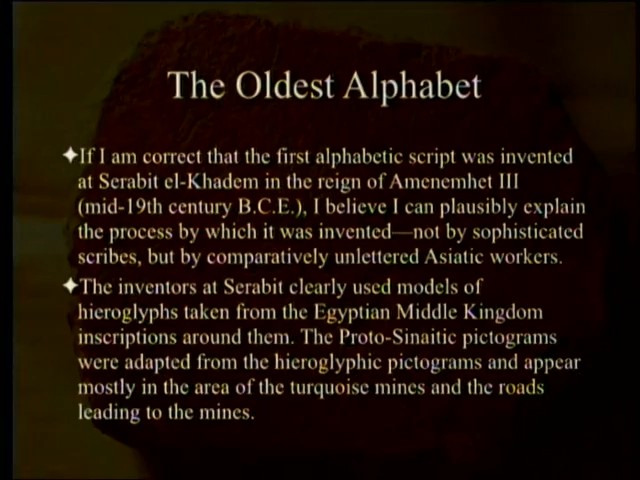 The Oldest Alphabet
✦If I am correct that the first alphabetic script was invented
at Serabit el-Khadem in the reign of Amenemhet III
(mid-19th century B.C.E.), I believe I can plausibly explain
the process by which it was invented—not by sophisticated
scribes, but by comparatively unlettered Asiatic workers.
✦The inventors at Serabit clearly used models of
hieroglyphs taken from the Egyptian Middle Kingdom
inscriptions around them. The Proto-Sinaitic pictograms
were adapted from the hieroglyphic pictograms and appear
mostly in the area of the turquoise mines and the roads
leading to the mines.